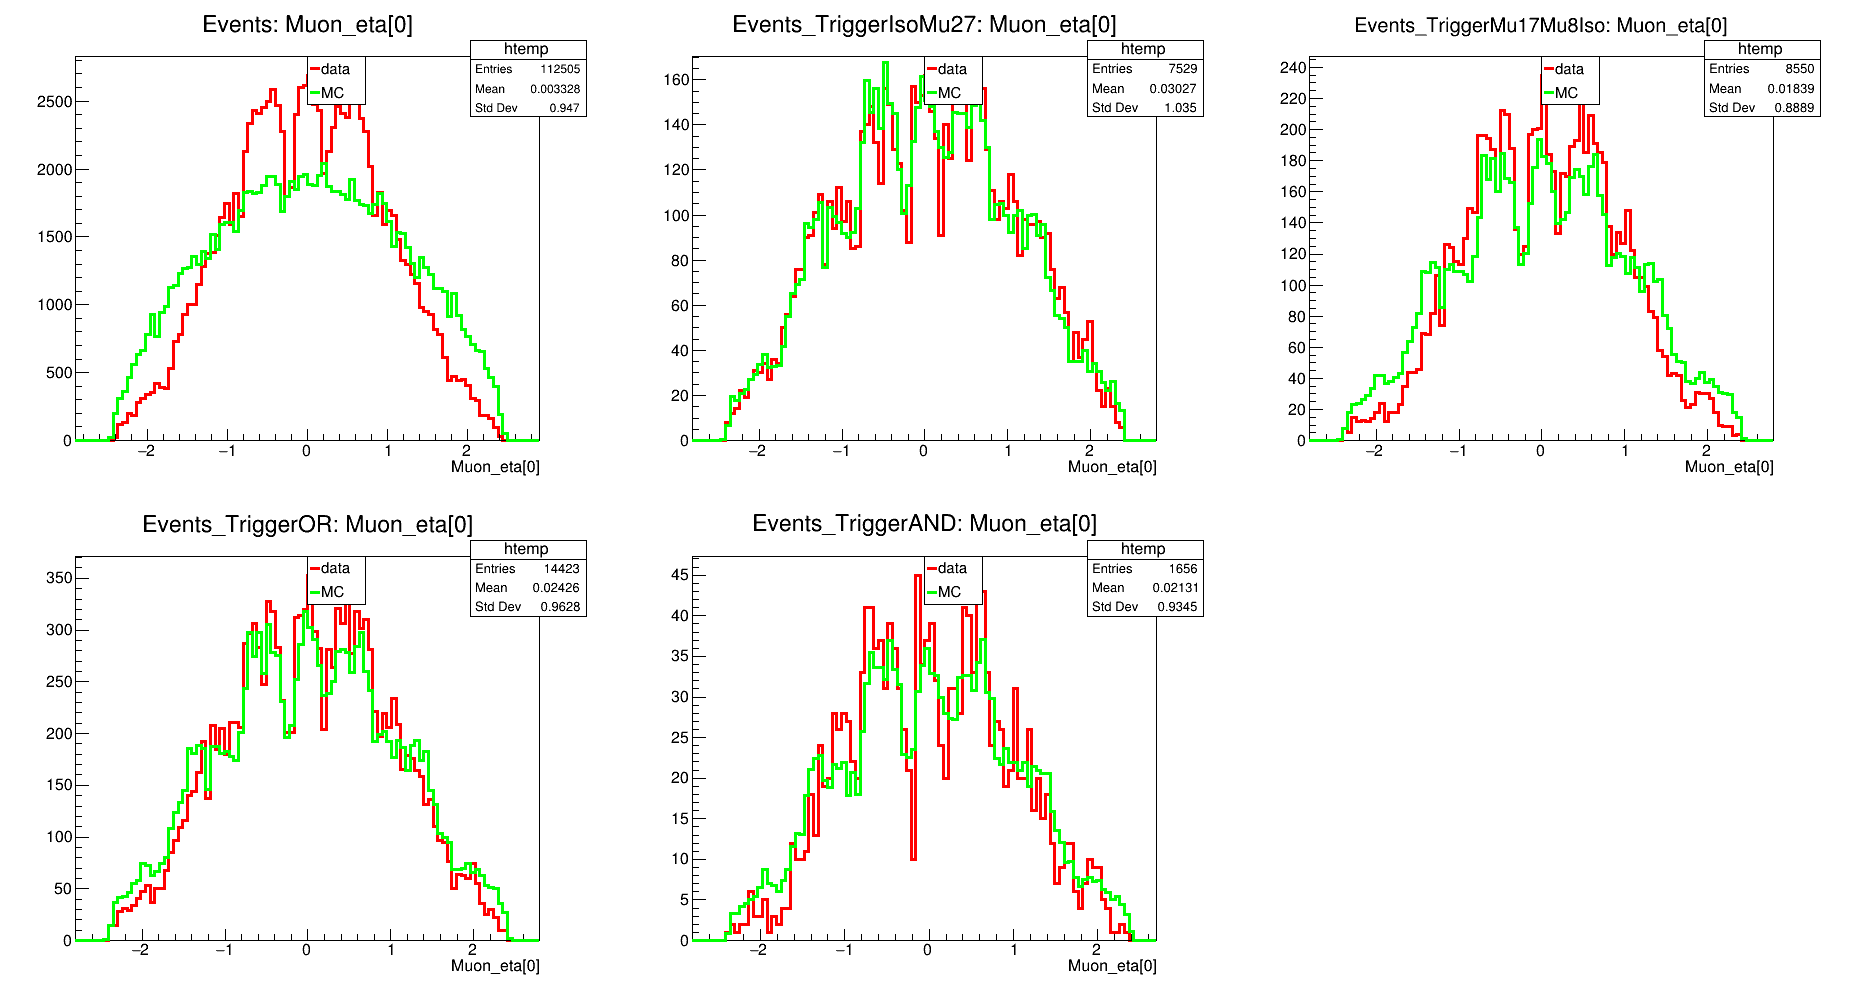 Events: Muon_eta[0]
htemp
Entries 112505
Mean 0.003328
Std Dev 0.947
data
MC
2500
2000
1500
1000
500
0
−2 −1 0 1 2
Muon_eta[0]
Events_TriggerIsoMu27: Muon_eta[0]
htemp
Entries 7529
Mean 0.03027
Std Dev 1.035
data
MC
160
140
120
100
80
60
40
20
0
−2 −1 0 1 2
Muon_eta[0]
Events_TriggerMu17Mu8Iso: Muon_eta[0]
htemp
Entries 8550
Mean 0.01839
Std Dev 0.8889
data
MC
240
220
200
180
160
140
120
100
80
60
40
20
0
−2 −1 0 1 2
Muon_eta[0]
Events_TriggerOR: Muon_eta[0]
htemp
Entries 14423
Mean 0.02426
Std Dev 0.9628
data
MC
350
300
250
200
150
100
50
0
−2 −1 0 1 2
Muon_eta[0]
Events_TriggerAND: Muon_eta[0]
htemp
Entries 1656
Mean 0.02131
Std Dev 0.9345
data
MC
45
40
35
30
25
20
15
10
5
0
−2 −1 0 1 2
Muon_eta[0]